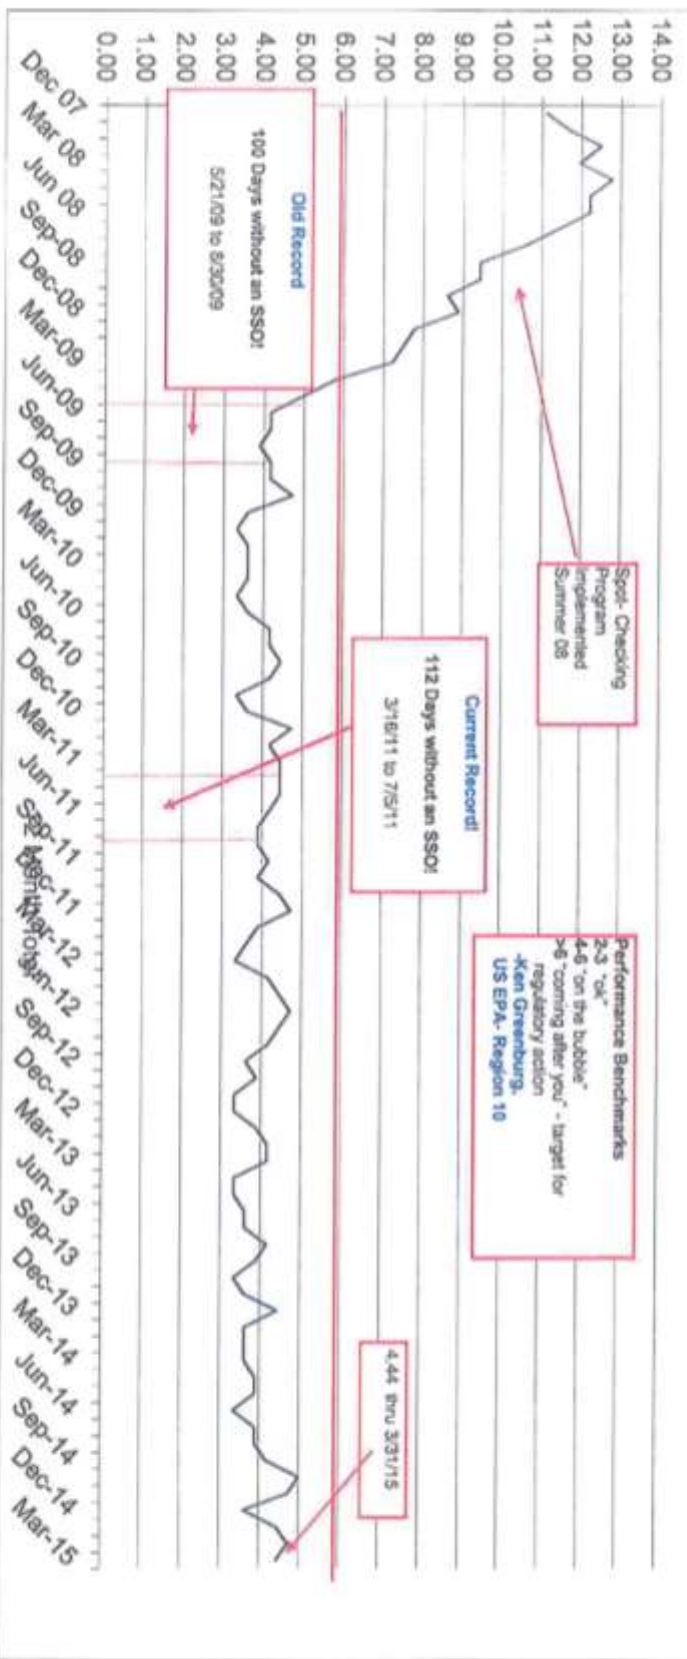 14.00
13.00
12.00
11.00
10.00
9.00
8.00
7.00
6.00
5.00
4.00
3.00
2.00
1.00
0.00
Spot- Checking
Program
Implemented
Summer 08
Performance Benchmarks
2-3 "ok"
4-6 "on the bubble"
>6 "coming after you" - target for
regulatory action
-Ken Greenburg,
US EPA- Region 10
Current Record!
112 Days without an SSO!
3/16/11 to 7/5/11
4.44 thru 3/31/15
Old Record
100 Days without an SSO!
5/21/09 to 8/30/09
Dec 07
Mar 08
Jun 08
Sep-08
Dec-08
Mar-09
Jun-09
Sep-09
Dec-09
Mar-10
Jun-10
Sep-10
Dec-10
Mar-11
Jun-11
Sep-11
Dec-11
Mar-12
Jun-12
Sep-12
Dec-12
Mar-13
Jun-13
Sep-13
Dec-13
Mar-14
Jun-14
Sep-14
Dec-14
Mar-15